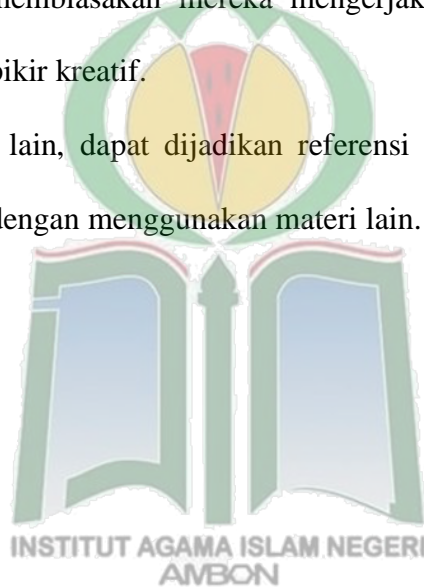 membiasakan mereka mengerjak
pikir kreatif.
lain, dapat dijadikan referensi
dengan menggunakan materi lain.
INSTITUT AGAMA ISLAM NEGERI
AMBON